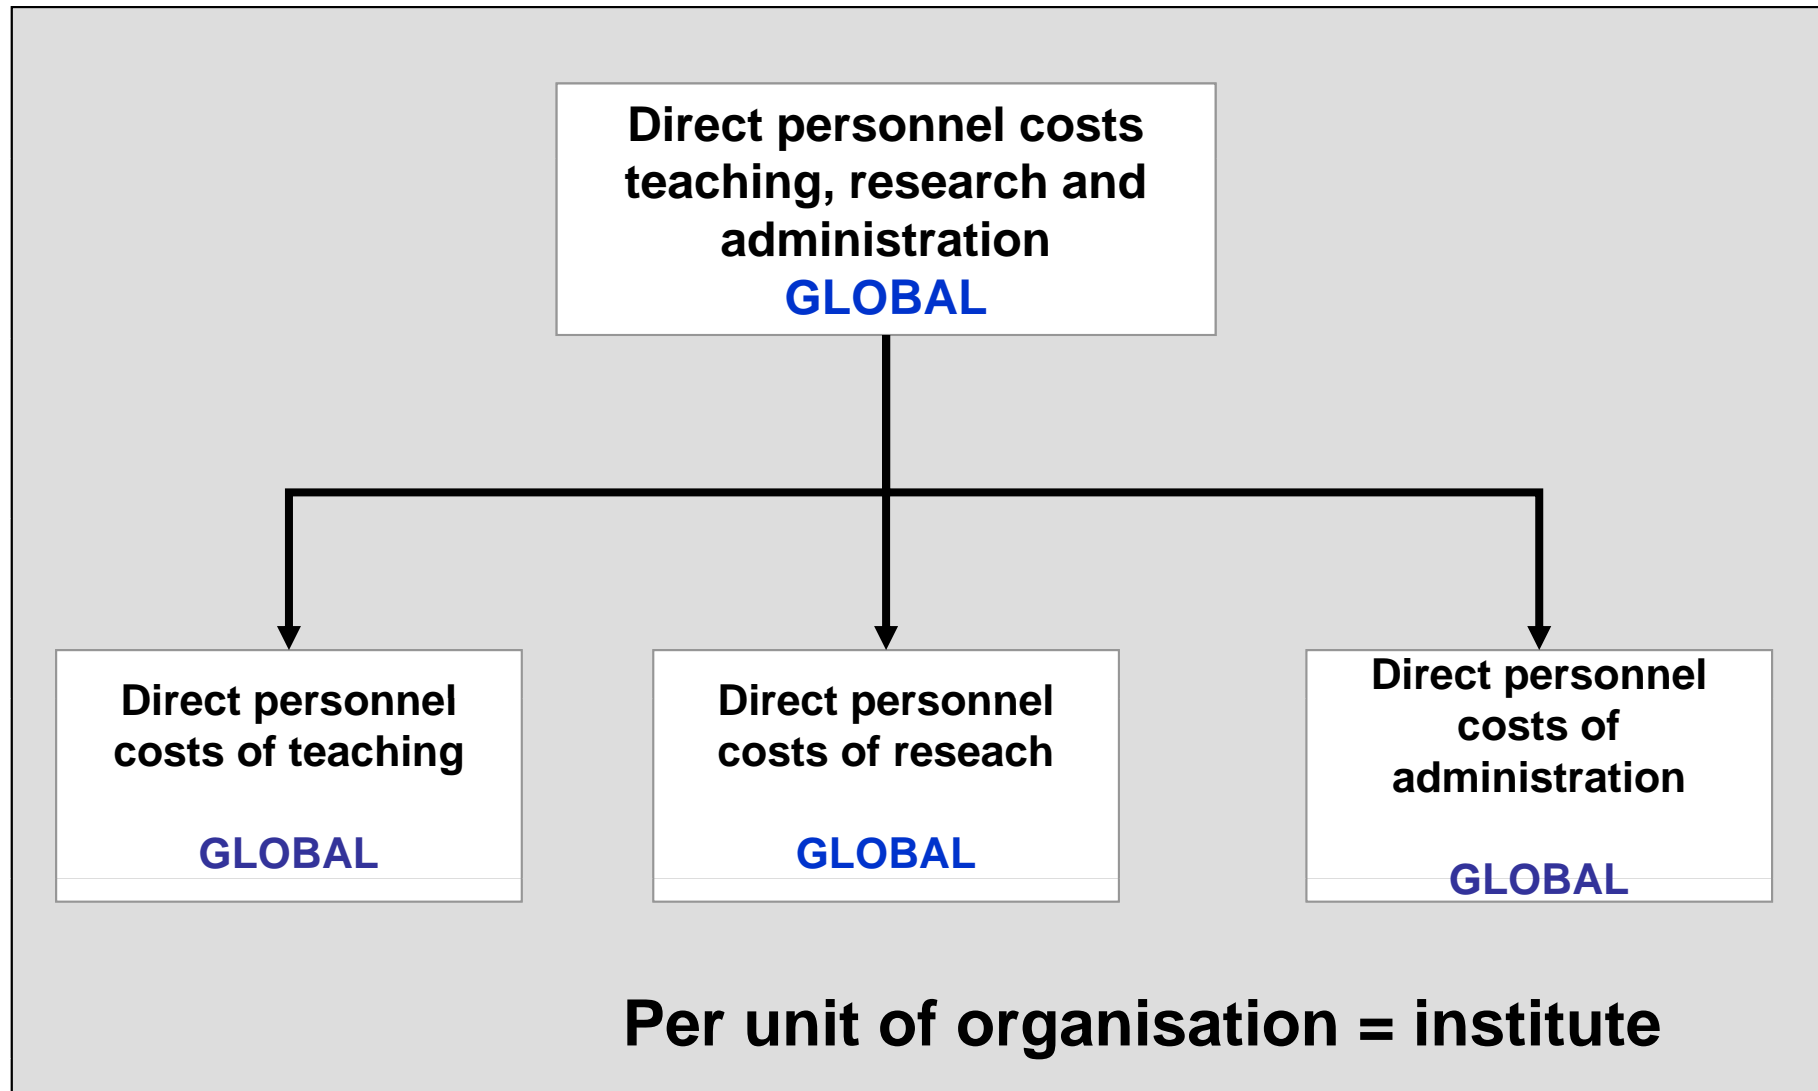 Direct personnel costs
teaching, research and
administration
GLOBAL
Direct personnel
costs of teaching
GLOBAL
Direct personnel
costs of reseach
GLOBAL
Direct personnel
costs of
administration
GLOBAL
Per unit of organisation = institute